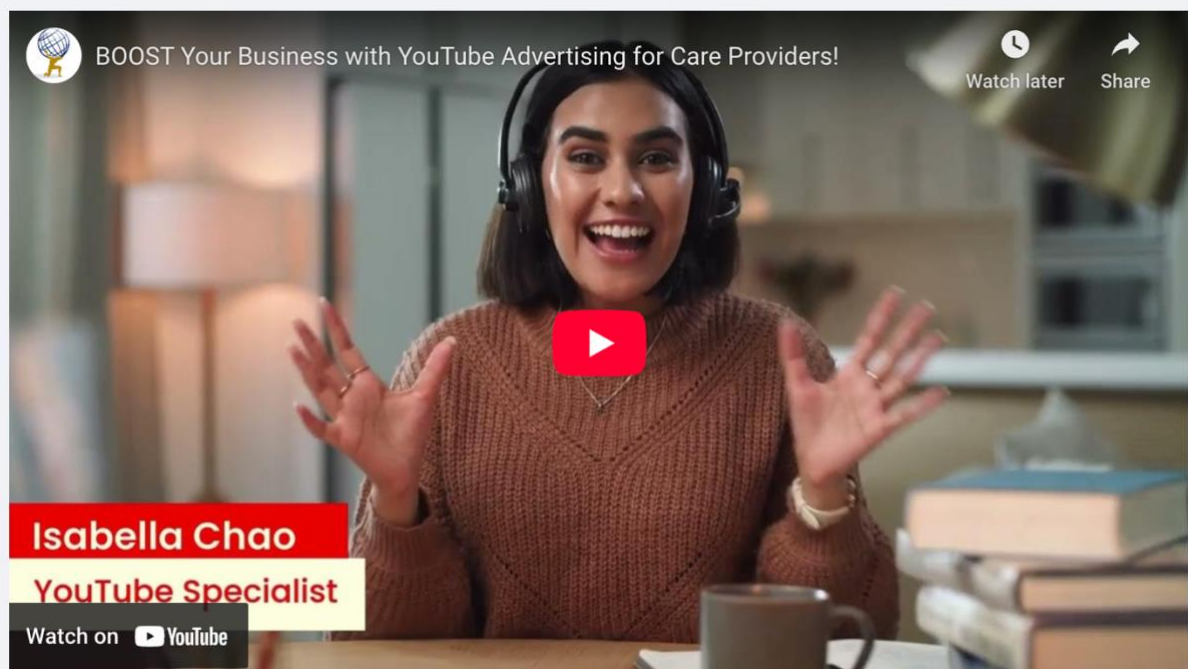 BOOST Your Business with YouTube Advertising for Care Providers!
Watch later
Share
Isabella Chao
YouTube Specialist
Watch on YouTube